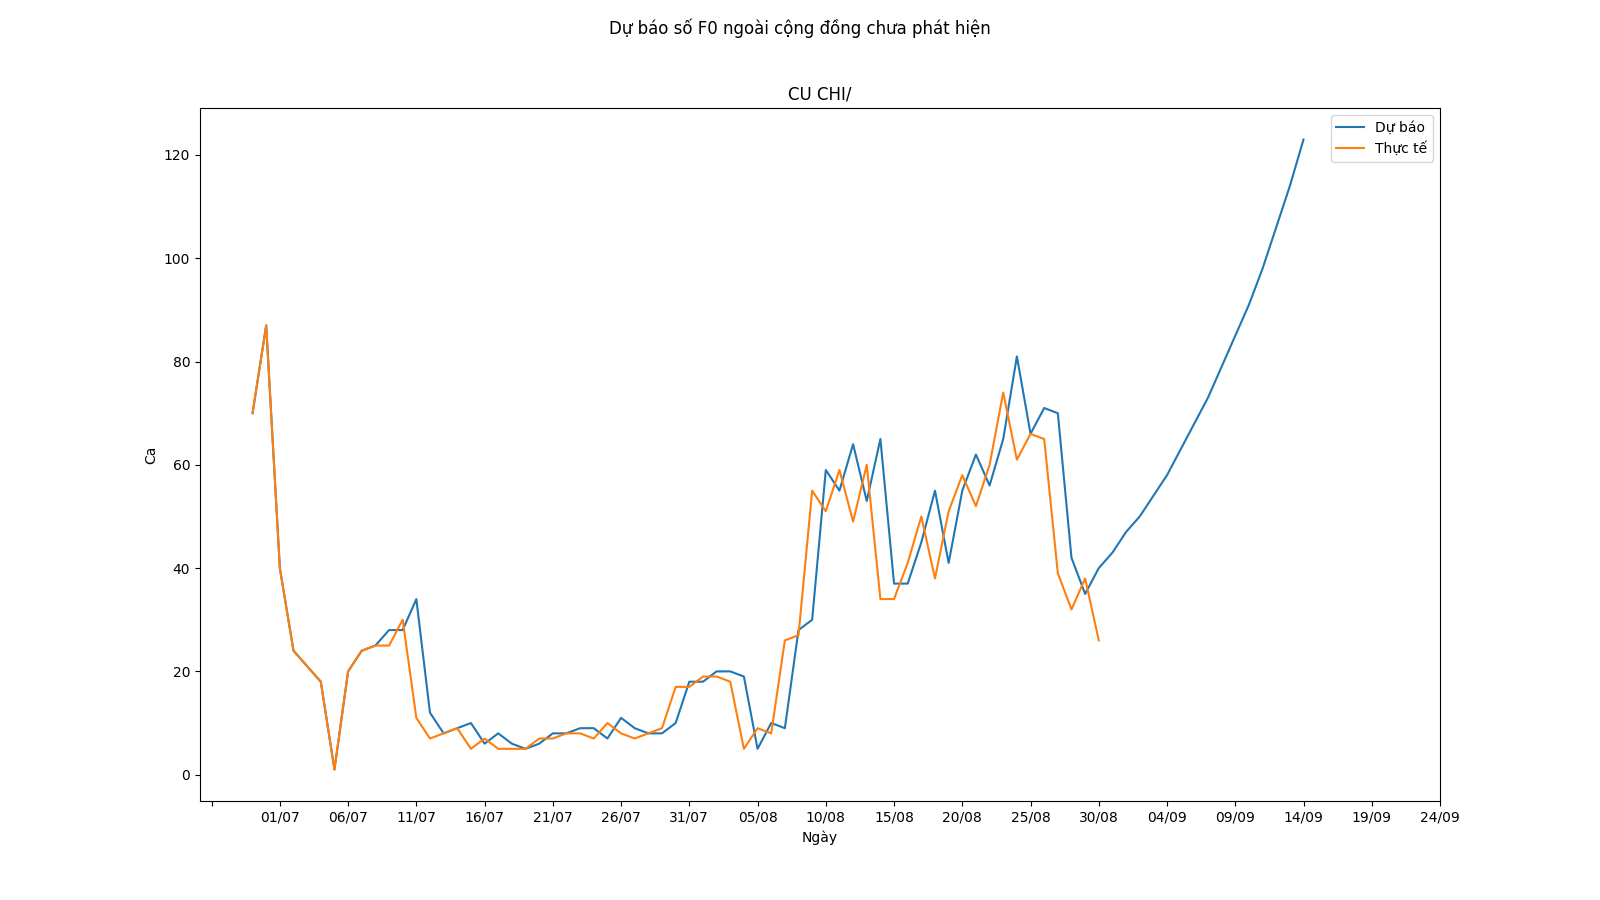 Dự báo số F0 ngoài cộng đồng chưa phát hiện
CU CHI/
Dự báo
Thực tế
120
100
80
60
40
20
0
Ca
01/07 06/07 11/07 16/07 21/07 26/07 31/07 05/08 10/08 15/08 20/08 25/08 30/08 04/09 09/09 14/09 19/09 24/09
Ngày